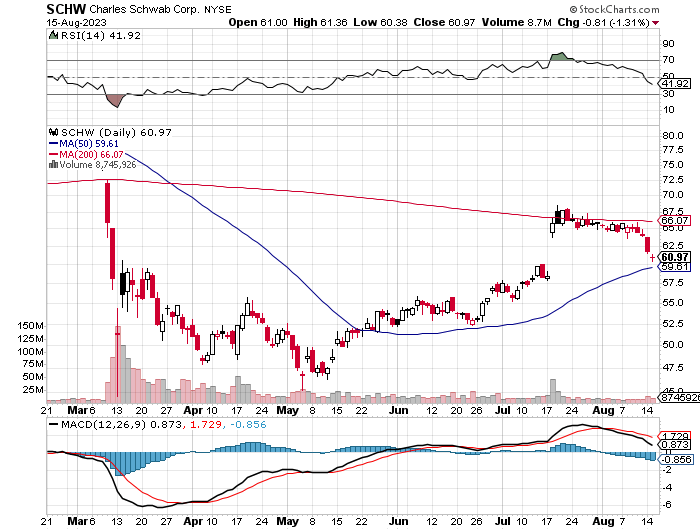 SCHW Charles Schwab Corp. NYSE
© StockCharts.com
15-Aug-2023
Open 61.00 High 61.36 Low 60.38 Close 60.97 Volume 8.7M Chg -0.81 (-1.31%)
RSI(14) 41.92
90
70
50
41.92
30
10
SCHW (Daily) 60.97
MA(50) 59.61
MA(200) 66.07
Volume 8,745,926
80.0
77.5
75.0
72.5
70.0
67.5
66.07
65.0
62.5
60.97
59.61
57.5
55.0
52.5
50.0
47.5
45.0
150M
125M
100M
75M
50M
25M
8745926
21 Mar 6 13 20 27 Apr 10 17 24 May 8 15 22 Jun 12 20 26 Jul 10 17 24 Aug 7 14
MACD(12,26,9) 0.873, 1.729, -0.856
1.729
0.873
-0.856
-2
-4
-6
21 Mar 6 13 20 27 Apr 10 17 24 May 8 15 22 Jun 12 20 26 Jul 10 17 24 Aug 7 14